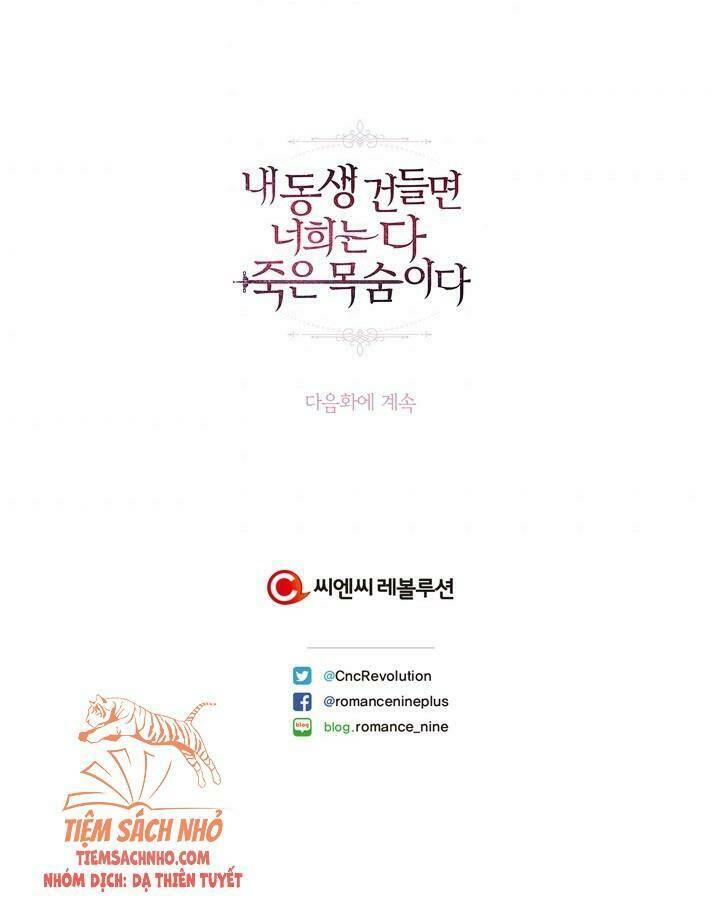 내 동생 건들면
너희는 다
죽은 목숨이다
다음화에 계속
씨엔씨레볼루션
@CncRevolution
@romancenineplus
blog
blog.romance_nine
TIỆM SÁCH NHỎ
TIEMSACHNHO.COM
NHÓM DỊCH: DẠ THIÊN TUYẾT